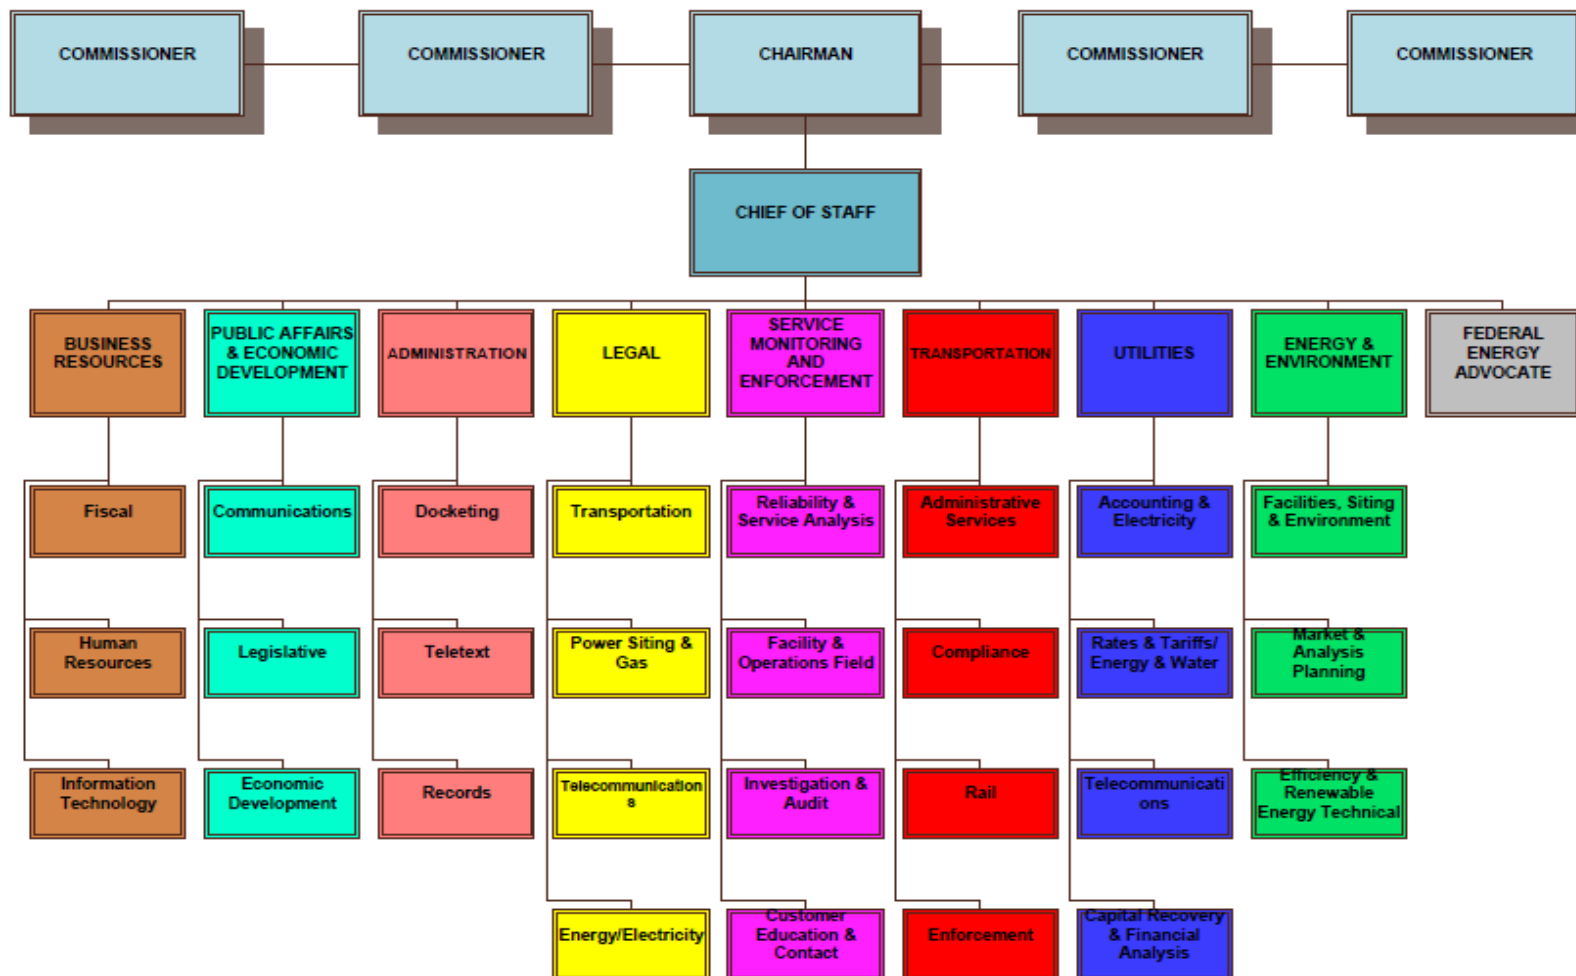 COMMISSIONER
COMMISSIONER
CHAIRMAN
COMMISSIONER
COMMISSIONER
CHIEF OF STAFF
BUSINESS
RESOURCES
PUBLIC AFFAIRS
& ECONOMIC
DEVELOPMENT
ADMINISTRATION
LEGAL
SERVICE
MONITORING
AND
ENFORCEMENT
TRANSPORTATION
UTILITIES
ENERGY &
ENVIRONMENT
FEDERAL
ENERGY
ADVOCATE
Fiscal
Communications
Docketing
Transportation
Reliability &
Service Analysis
Administrative
Services
Accounting &
Electricity
Facilities, Siting
& Environment
Human
Resources
Legislative
Teletext
Power Siting &
Gas
Facility &
Operations Field
Compliance
Rates & Tariffs/
Energy & Water
Market &
Analysis
Planning
Information
Technology
Economic
Development
Records
Telecommunication
s
Investigation &
Audit
Rail
Telecommunicati
ons
Efficiency &
Renewable
Energy Technical
Energy/Electricity
Customer
Education &
Contact
Enforcement
Capital Recovery
& Financial
Analysis